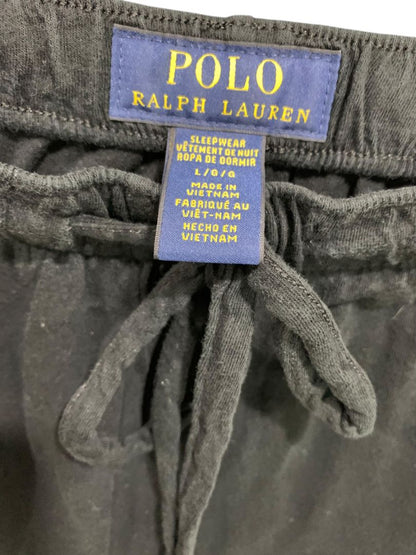 POLO
RALPH LAUREN
SLEEPWEAR
VÊTEMENT DE NUIT
ROPA DE DORMIR
L/G/G
MADE IN
VIETNAM
FABRIQUÉ AU
VIÊT-NAM
HECHO EN
VIETNAM